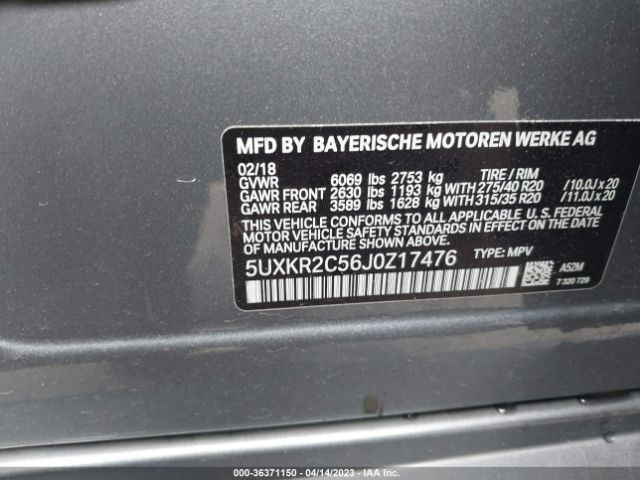 MFD BY BAYERISCHE MOTOREN WERKE AG
02/18
GVWR 6069 lbs 2753 kg TIRE / RIM
GAWR FRONT 2630 lbs 1193 kg WITH 275/40 R20 /10.0J x 20
GAWR REAR 3589 lbs 1628 kg WITH 315/35 R20 /11.0J x 20
THIS VEHICLE CONFORMS TO ALL APPLICABLE U. S. FEDERAL
MOTOR VEHICLE SAFETY STANDARDS IN EFFECT ON THE DATE
OF MANUFACTURE SHOWN ABOVE.
5UXKR2C56J0Z17476 TYPE: MPV A52M
7 320 729
000-36371150 - 04/14/2023 - IAA Inc.